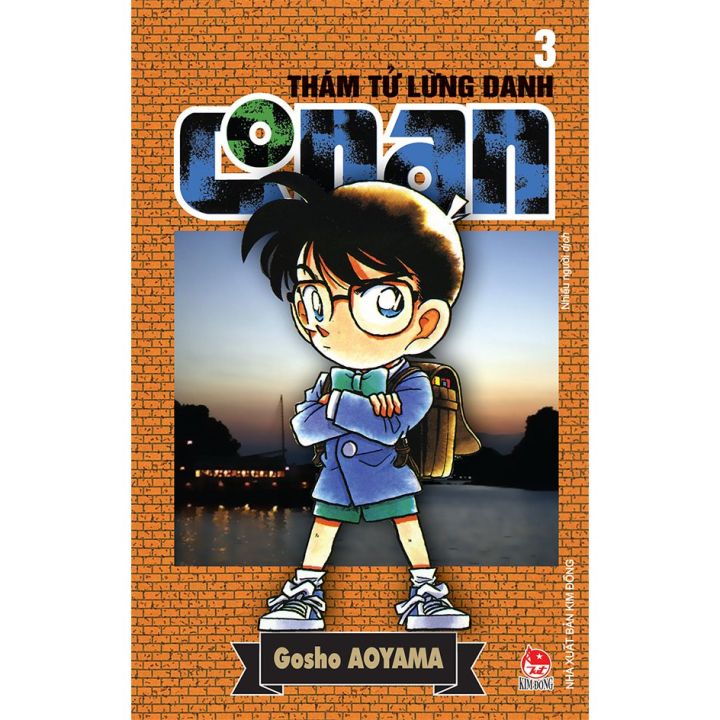 3
THÁM TỬ LỪNG DANH
Conan
Nhiều người dịch
Gosho AOYAMA
KIM ĐỒNG
NHÀ XUẤT BẢN KIM ĐỒNG